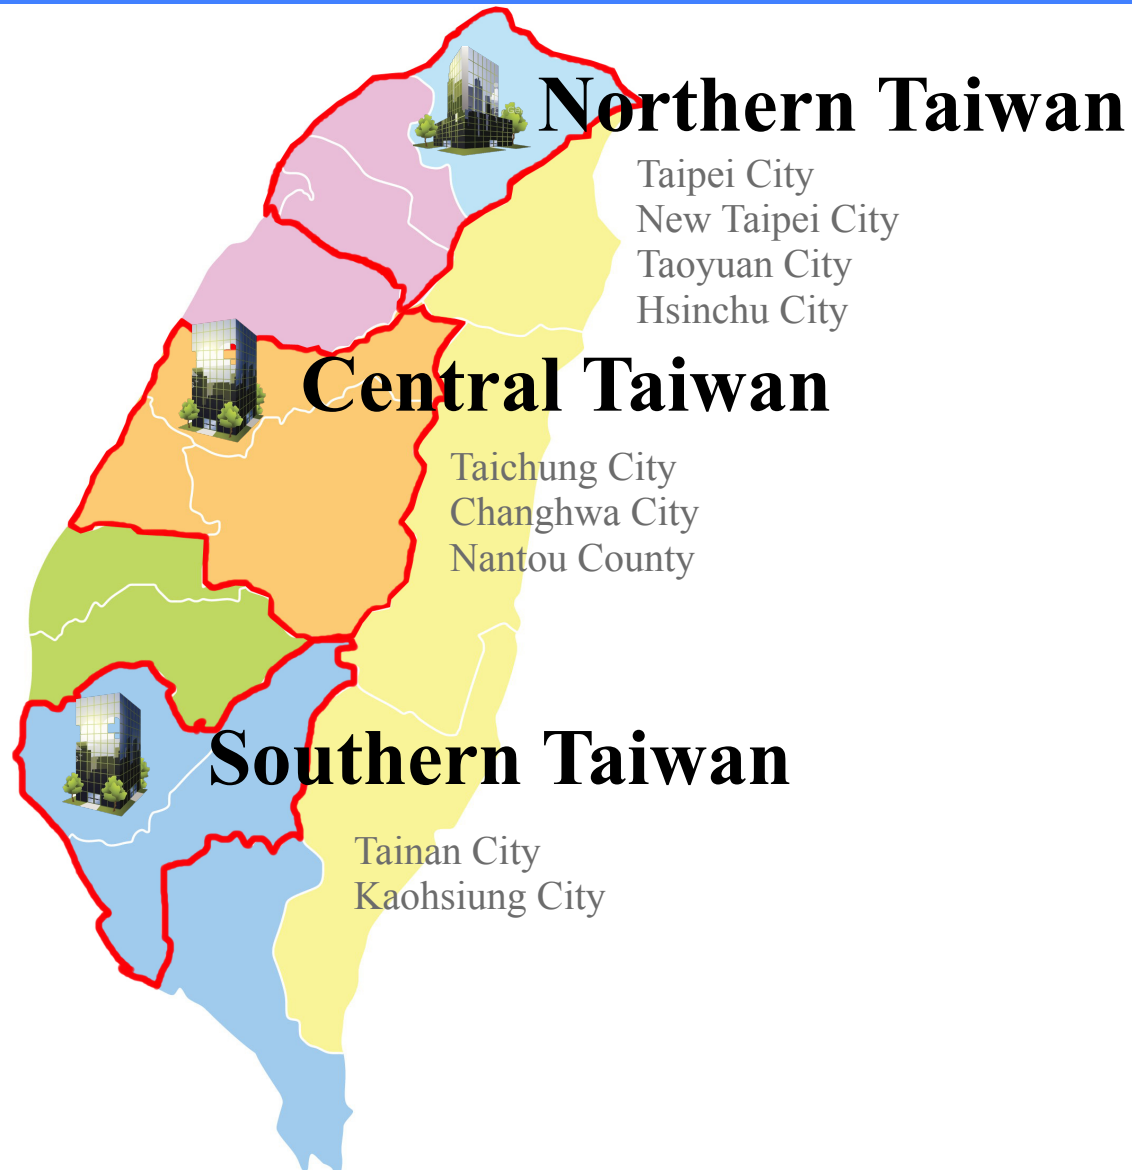 Northern Taiwan
Taipei City
New Taipei City
Taoyuan City
Hsinchu City
Central Taiwan
Taichung City
Changhwa City
Nantou County
Southern Taiwan
Tainan City
Kaohsiung City